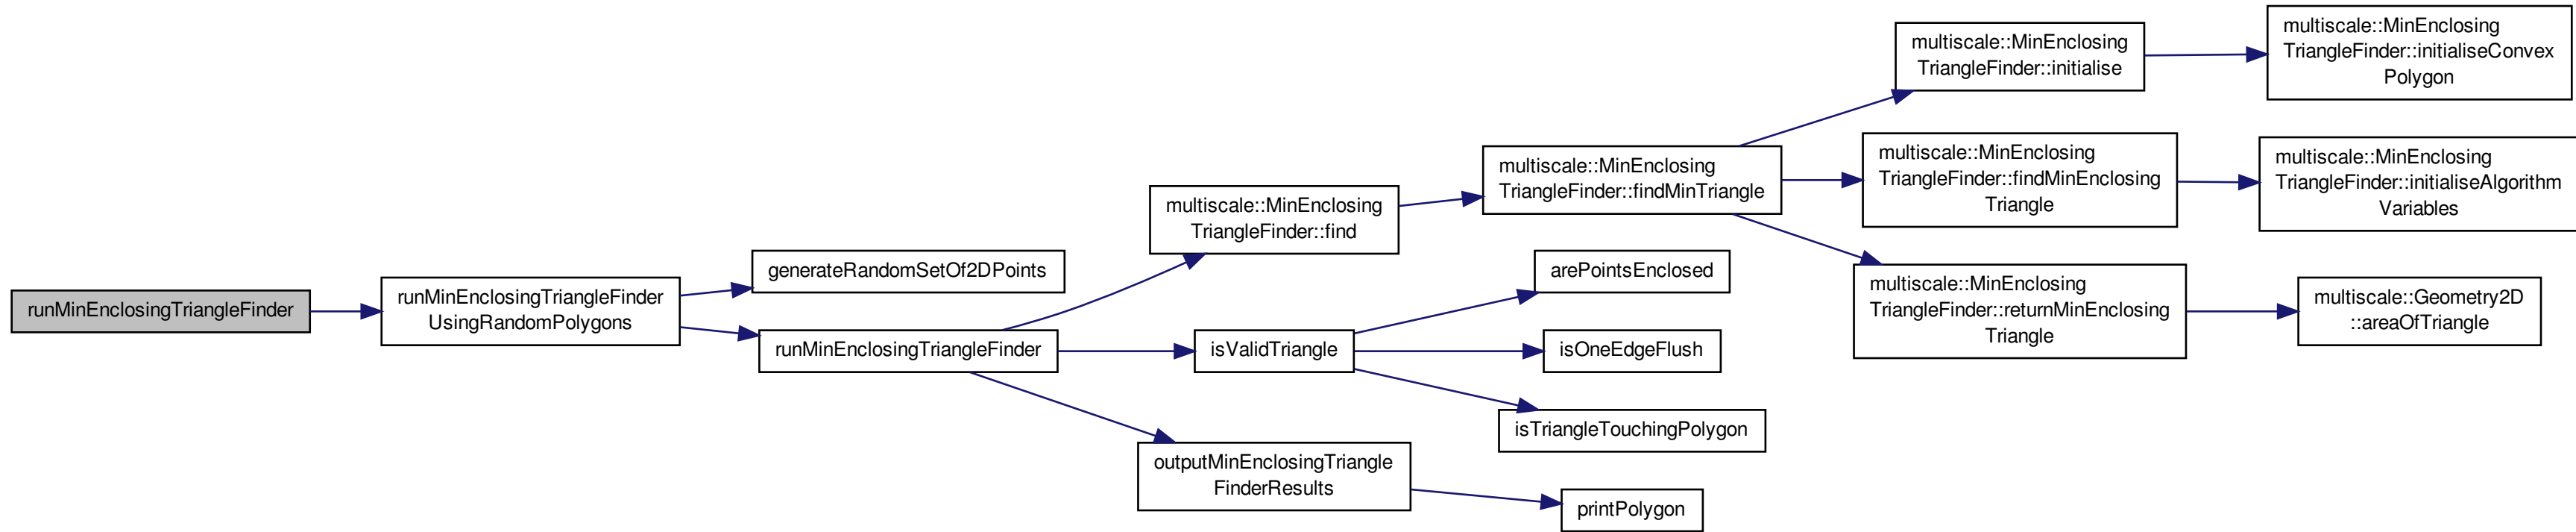 runMinEnclosingTriangleFinder
runMinEnclosingTriangleFinder
UsingRandomPolygons
generateRandomSetOf2DPoints
runMinEnclosingTriangleFinder
multiscale::MinEnclosing
TriangleFinder::find
isValidTriangle
outputMinEnclosingTriangle
FinderResults
multiscale::MinEnclosing
TriangleFinder::findMinTriangle
arePointsEnclosed
isOneEdgeFlush
isTriangleTouchingPolygon
printPolygon
multiscale::MinEnclosing
TriangleFinder::initialise
multiscale::MinEnclosing
TriangleFinder::findMinEnclosing
Triangle
multiscale::MinEnclosing
TriangleFinder::returnMinEnclosing
Triangle
multiscale::MinEnclosing
TriangleFinder::initialiseConvex
Polygon
multiscale::MinEnclosing
TriangleFinder::initialiseAlgorithm
Variables
multiscale::Geometry2D
::areaOfTriangle